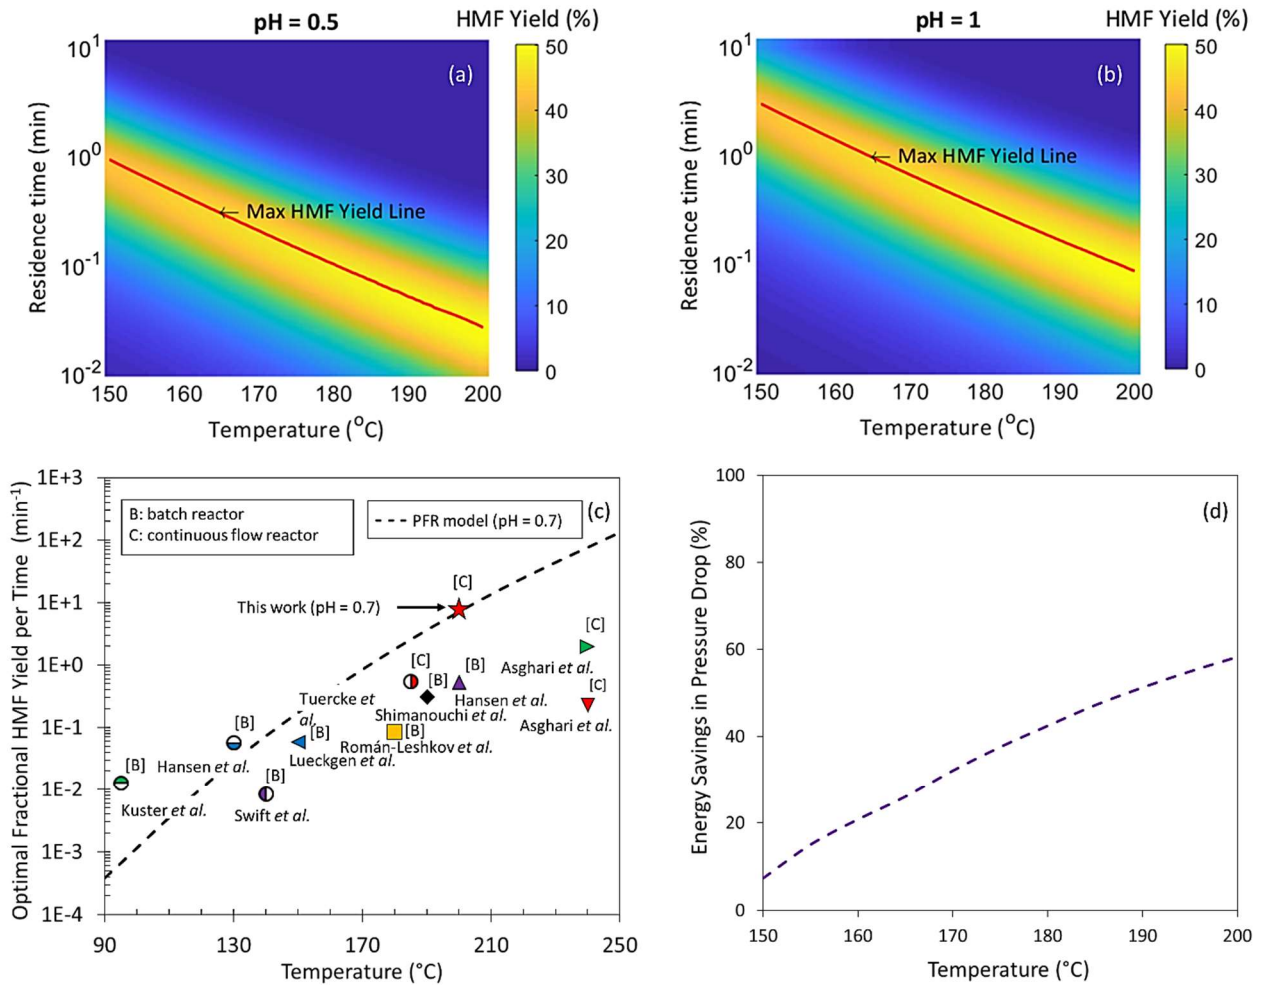 pH = 0.5
HMF Yield (%)
(a)
Residence time (min)
10^1
10^0
10^-1
10^-2
← Max HMF Yield Line
50
40
30
20
10
0
150 160 170 180 190 200
Temperature (°C)
pH = 1
HMF Yield (%)
(b)
Residence time (min)
10^1
10^0
10^-1
10^-2
← Max HMF Yield Line
50
40
30
20
10
0
150 160 170 180 190 200
Temperature (°C)
(c)
Optimal Fractional HMF Yield per Time (min^-1)
1E+3
1E+2
1E+1
1E+0
1E-1
1E-2
1E-3
1E-4
B: batch reactor
C: continuous flow reactor
PFR model (pH = 0.7)
[C]
This work (pH = 0.7)
[C]
Asghari et al.
[C]
Asghari et al.
[C]
Tuercke et
al.
[B]
Shimanouchi et al.
[B]
Hansen et al.
[B]
Román-Leshkov et al.
[B]
Lueckgen et al.
[B]
Hansen et al.
[B]
Swift et al.
[B]
Kuster et al.
90 130 170 210 250
Temperature (°C)
(d)
Energy Savings in Pressure Drop (%)
100
80
60
40
20
0
150 160 170 180 190 200
Temperature (°C)